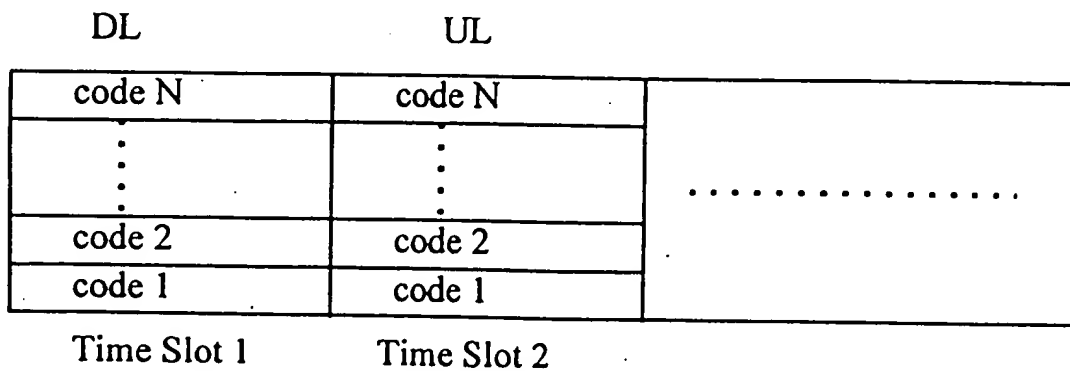 DL UL
code N code N
code 2 code 2
code 1 code 1
Time Slot 1 Time Slot 2